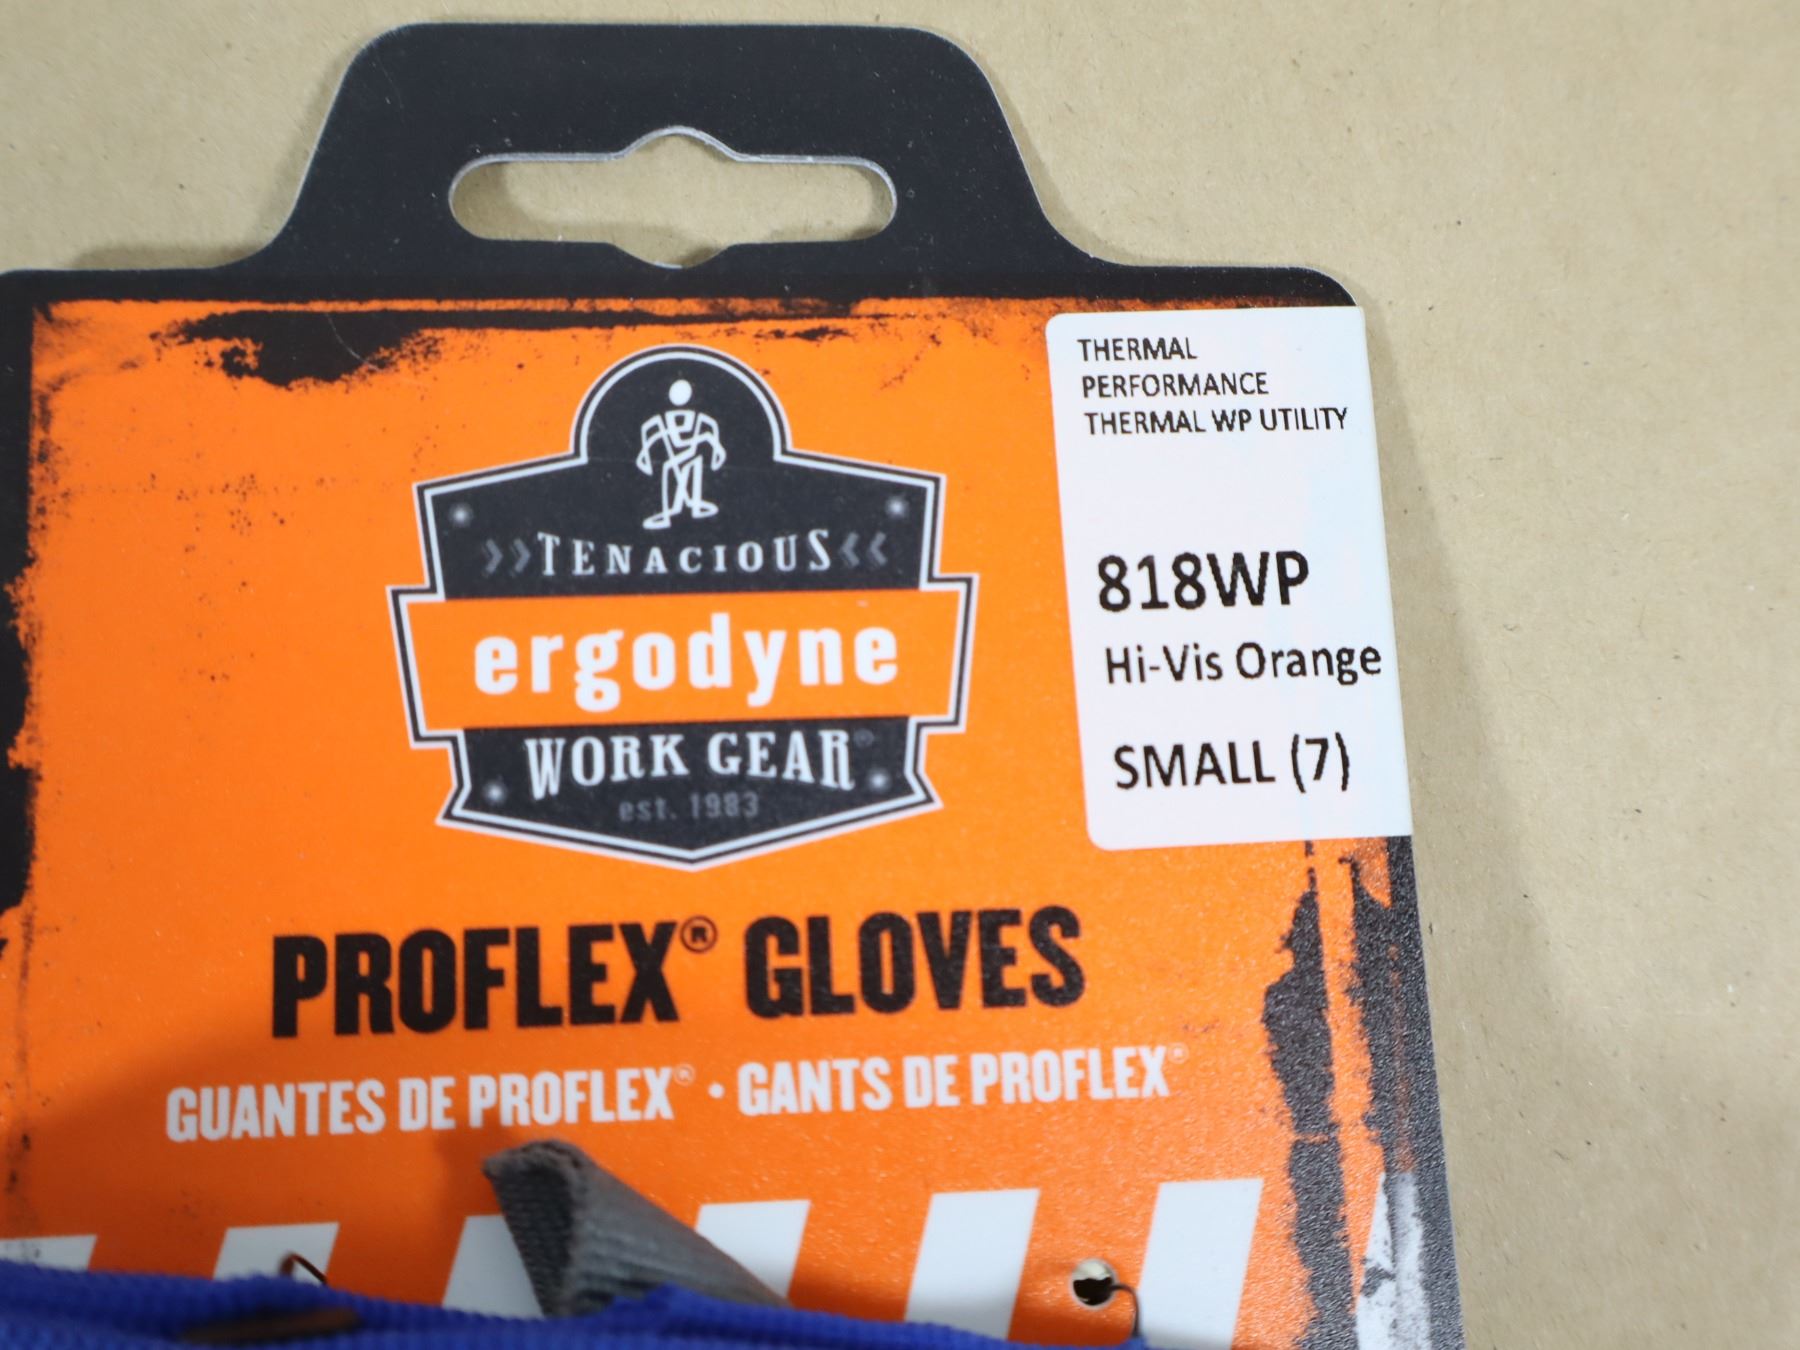 THERMAL
PERFORMANCE
THERMAL WP UTILITY
818WP
Hi-Vis Orange
SMALL (7)
TENACIOUS
ergodyne
WORK GEAR
est. 1983
PROFLEX® GLOVES
GUANTES DE PROFLEX® • GANTS DE PROFLEX®